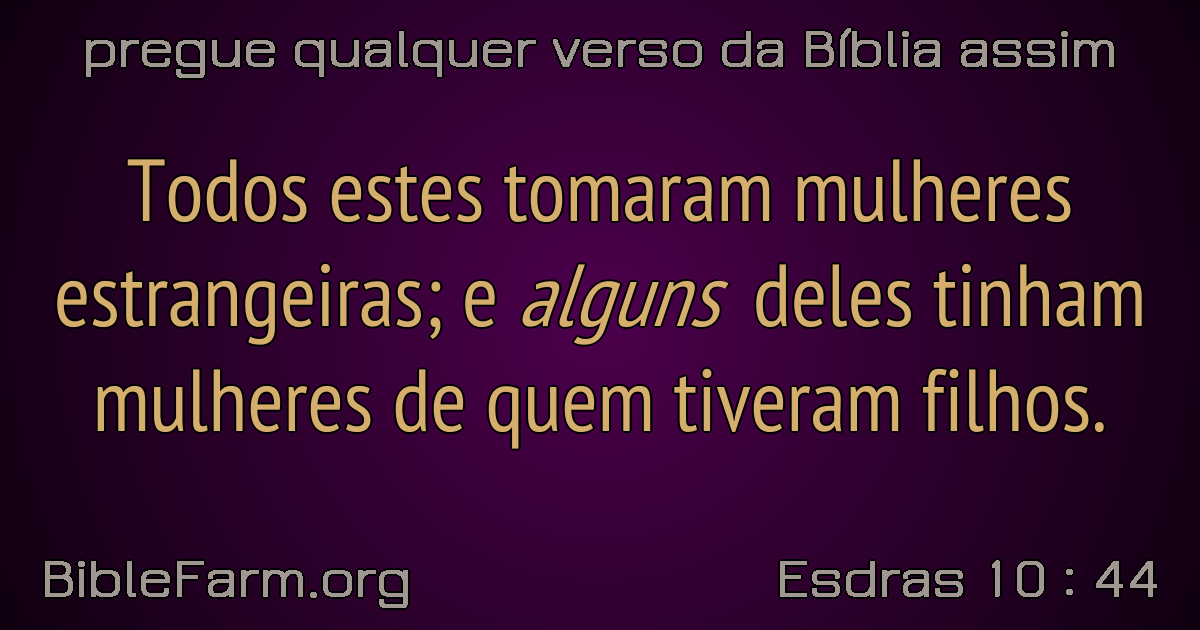 pregue qualquer verso da Bíblia assim
Todos estes tomaram mulheres
estrangeiras; e alguns deles tinham
mulheres de quem tiveram filhos.
BibleFarm.org
Esdras 10 : 44